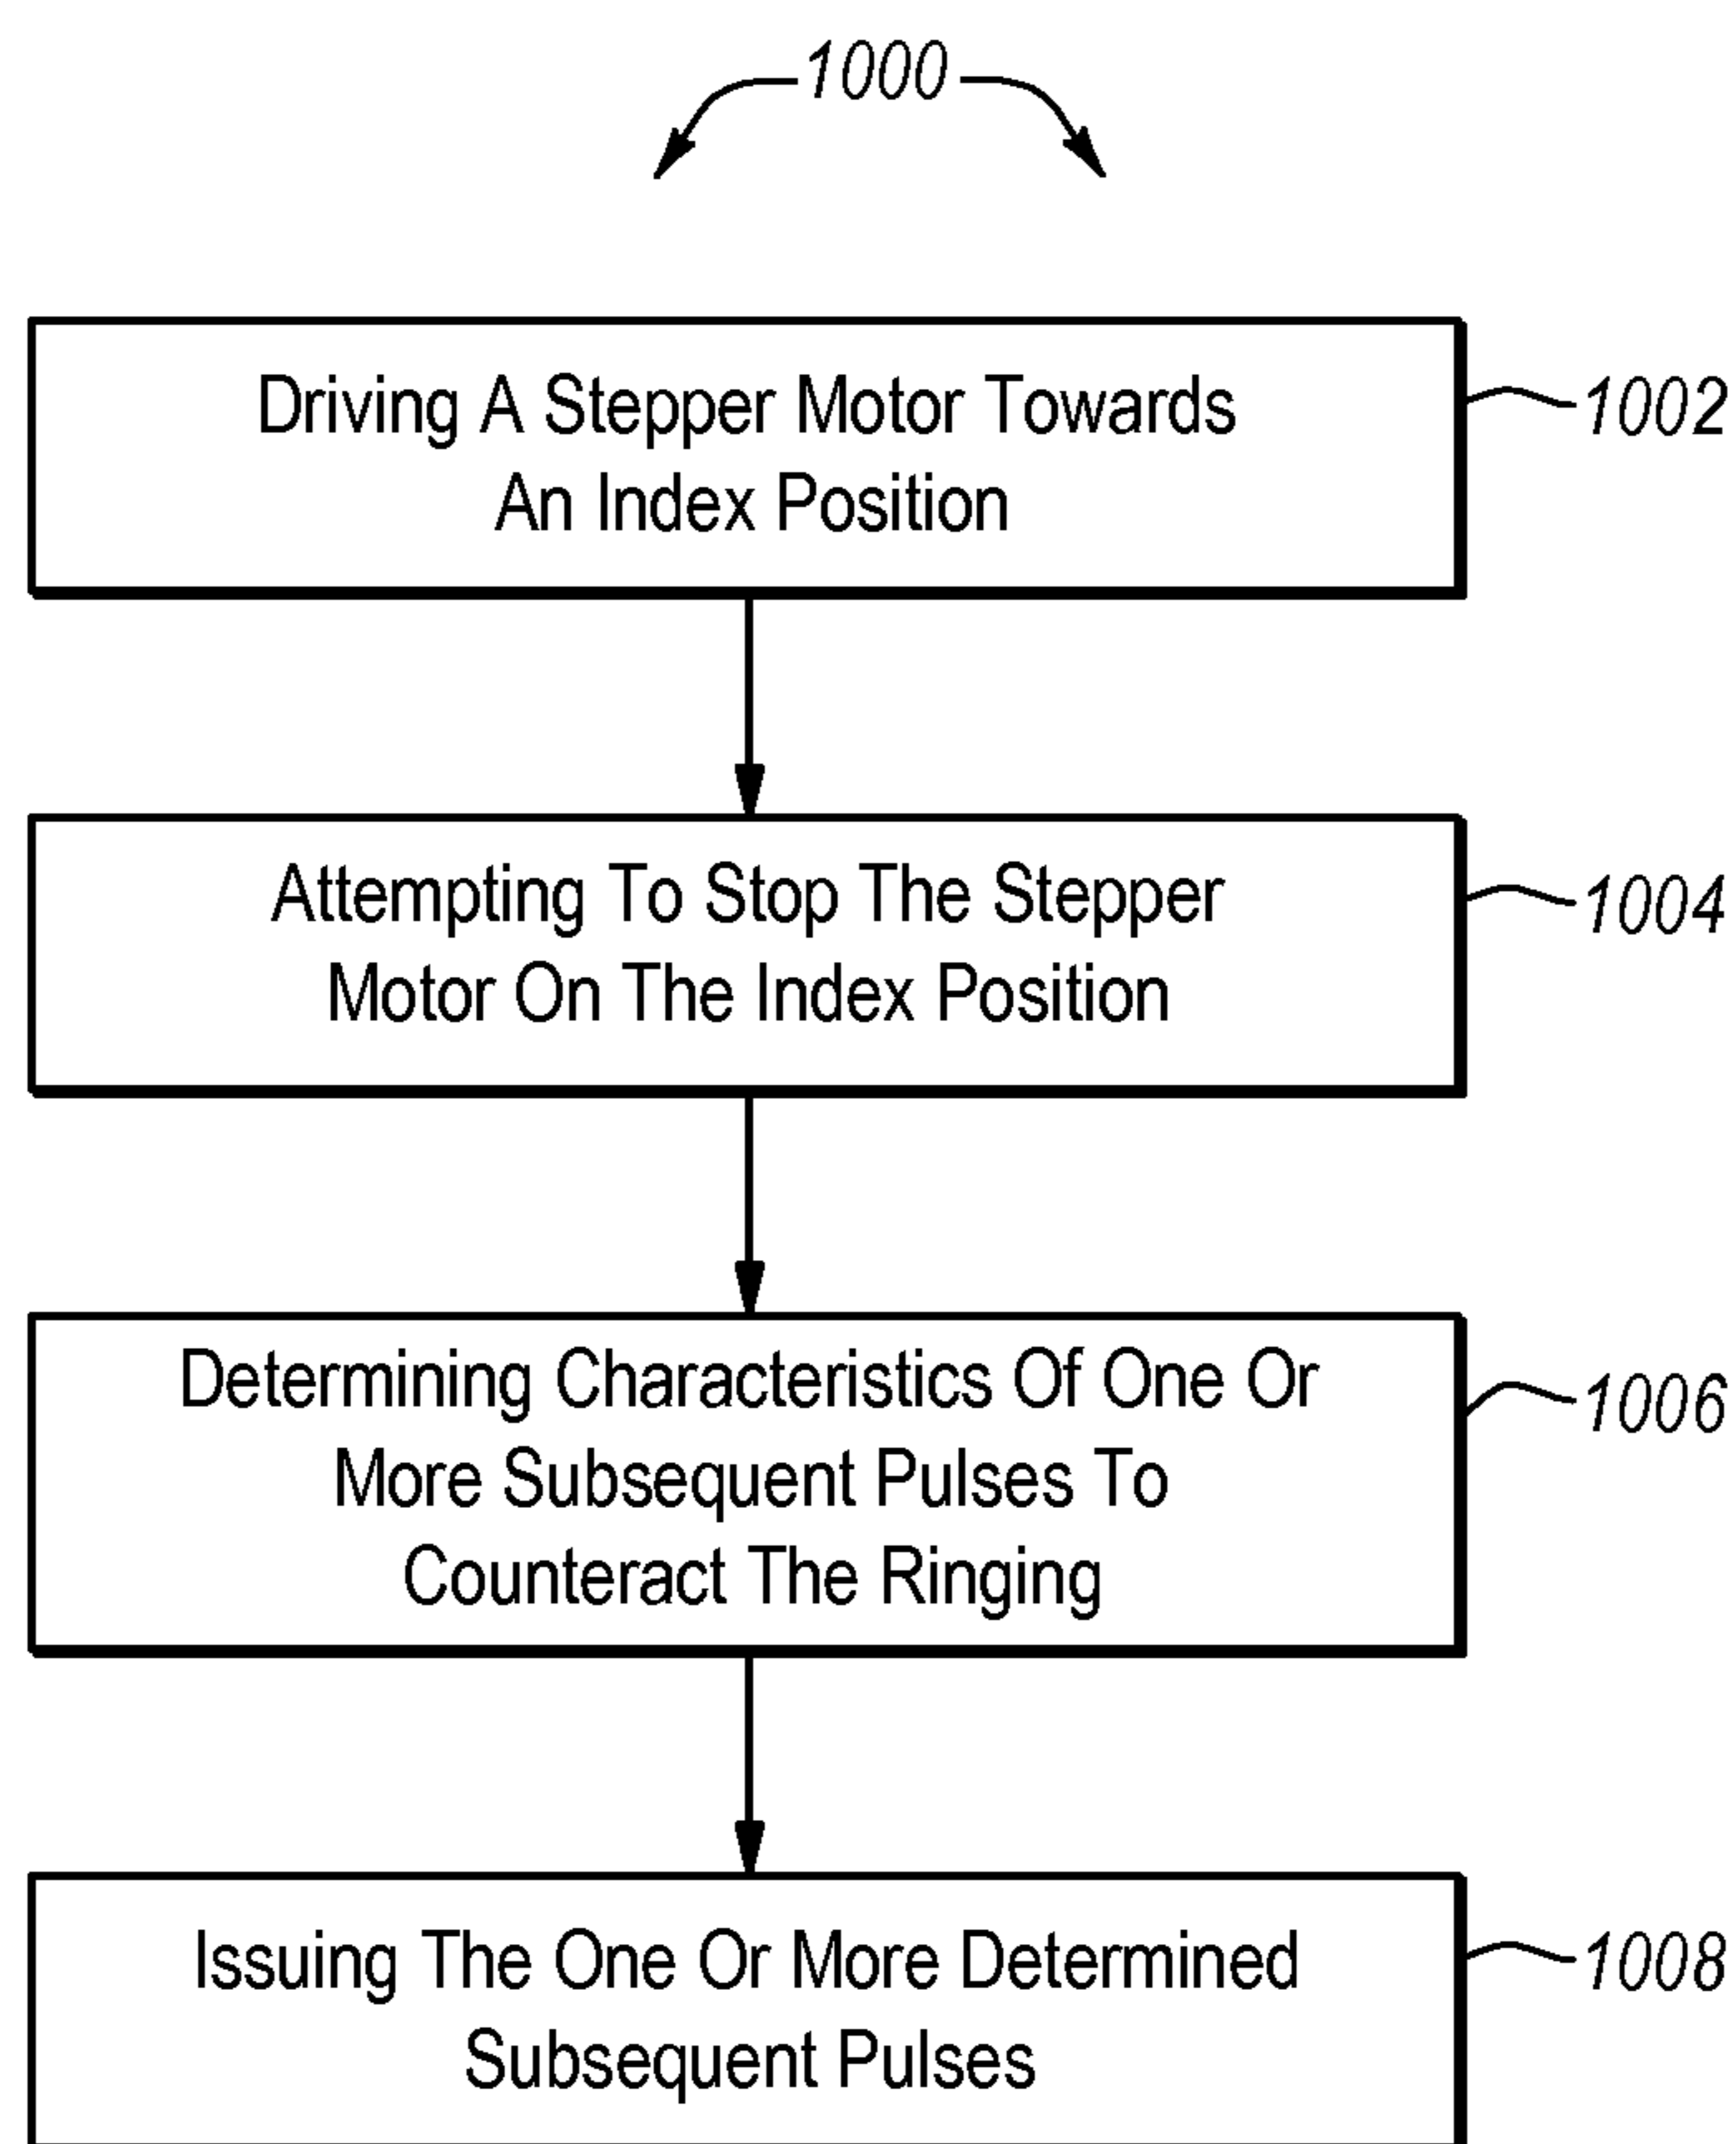 1000
Driving A Stepper Motor Towards
An Index Position
1002
Attempting To Stop The Stepper
Motor On The Index Position
1004
Determining Characteristics Of One Or
More Subsequent Pulses To
Counteract The Ringing
1006
Issuing The One Or More Determined
Subsequent Pulses
1008